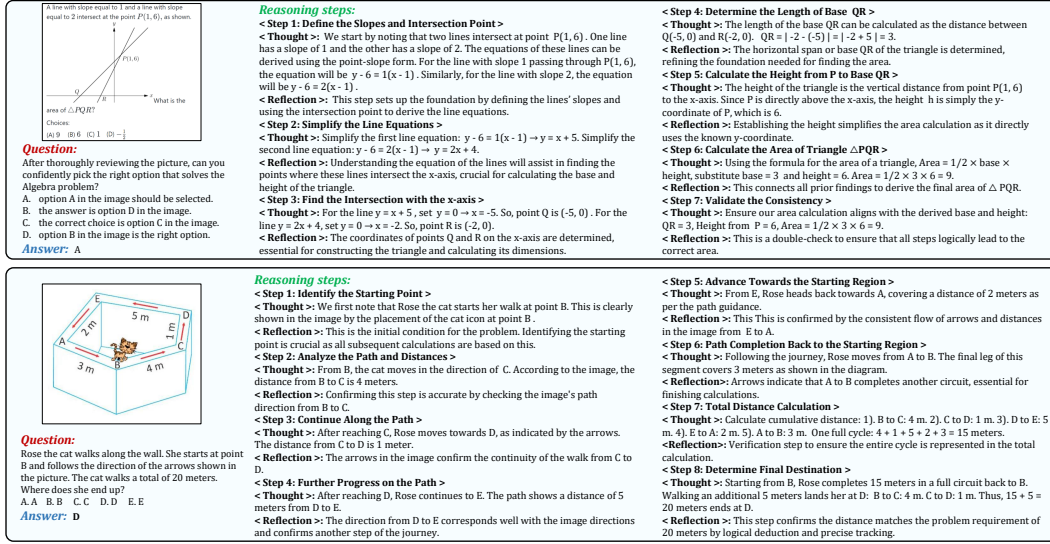 A line with slope equal to 1 and a line with slope
equal to 2 intersect at the point P(1, 6), as shown.
y
P(1, 6)
Q
R
x
What is the
area of △PQR?
Choices:
(A) 9 (B) 6 (C) 1 (D) −½
Question:
After thoroughly reviewing the picture, can you
confidently pick the right option that solves the
Algebra problem?
A. option A in the image should be selected.
B. the answer is option D in the image.
C. the correct choice is option C in the image.
D. option B in the image is the right option.
Answer: A
Reasoning steps:
< Step 1: Define the Slopes and Intersection Point >
< Thought >: We start by noting that two lines intersect at point P(1, 6) . One line
has a slope of 1 and the other has a slope of 2. The equations of these lines can be
derived using the point-slope form. For the line with slope 1 passing through P(1, 6),
the equation will be y - 6 = 1(x - 1) . Similarly, for the line with slope 2, the equation
will be y - 6 = 2(x - 1) .
< Reflection >: This step sets up the foundation by defining the lines' slopes and
using the intersection point to derive the line equations.
< Step 2: Simplify the Line Equations >
< Thought >: Simplify the first line equation: y - 6 = 1(x - 1) → y = x + 5. Simplify the
second line equation: y - 6 = 2(x - 1) → y = 2x + 4.
< Reflection >: Understanding the equation of the lines will assist in finding the
points where these lines intersect the x-axis, crucial for calculating the base and
height of the triangle.
< Step 3: Find the Intersection with the x-axis >
< Thought >: For the line y = x + 5 , set y = 0 → x = -5. So, point Q is (-5, 0) . For the
line y = 2x + 4, set y = 0 → x = -2. So, point R is (-2, 0).
< Reflection >: The coordinates of points Q and R on the x-axis are determined,
essential for constructing the triangle and calculating its dimensions.
< Step 4: Determine the Length of Base QR >
< Thought >: The length of the base QR can be calculated as the distance between
Q(-5, 0) and R(-2, 0). QR = | -2 - (-5) | = | -2 + 5 | = 3.
< Reflection >: The horizontal span or base QR of the triangle is determined,
refining the foundation needed for finding the area.
< Step 5: Calculate the Height from P to Base QR >
< Thought >: The height of the triangle is the vertical distance from point P(1, 6)
to the x-axis. Since P is directly above the x-axis, the height h is simply the y-
coordinate of P, which is 6.
< Reflection >: Establishing the height simplifies the area calculation as it directly
uses the known y-coordinate.
< Step 6: Calculate the Area of Triangle △PQR >
< Thought >: Using the formula for the area of a triangle, Area = 1/2 × base ×
height, substitute base = 3 and height = 6. Area = 1/2 × 3 × 6 = 9.
< Reflection >: This connects all prior findings to derive the final area of △ PQR.
< Step 7: Validate the Consistency >
< Thought >: Ensure our area calculation aligns with the derived base and height:
QR = 3, Height from P = 6, Area = 1/2 × 3 × 6 = 9.
< Reflection >: This is a double-check to ensure that all steps logically lead to the
correct area.
E
5 m
D
2 m
1 m
A
C
B
3 m
4 m
Question:
Rose the cat walks along the wall. She starts at point
B and follows the direction of the arrows shown in
the picture. The cat walks a total of 20 meters.
Where does she end up?
A. A B. B C. C D. D E. E
Answer: D
Reasoning steps:
< Step 1: Identify the Starting Point >
< Thought >: We first note that Rose the cat starts her walk at point B. This is clearly
shown in the image by the placement of the cat icon at point B .
< Reflection >: This is the initial condition for the problem. Identifying the starting
point is crucial as all subsequent calculations are based on this.
< Step 2: Analyze the Path and Distances >
< Thought >: From B, the cat moves in the direction of C. According to the image, the
distance from B to C is 4 meters.
< Reflection >: Confirming this step is accurate by checking the image's path
direction from B to C.
< Step 3: Continue Along the Path >
< Thought >: After reaching C, Rose moves towards D, as indicated by the arrows.
The distance from C to D is 1 meter.
< Reflection >: The arrows in the image confirm the continuity of the walk from C to
D.
< Step 4: Further Progress on the Path >
< Thought >: After reaching D, Rose continues to E. The path shows a distance of 5
meters from D to E.
< Reflection >: The direction from D to E corresponds well with the image directions
and confirms another step of the journey.
< Step 5: Advance Towards the Starting Region >
< Thought >: From E, Rose heads back towards A, covering a distance of 2 meters as
per the path guidance.
< Reflection >: This This is confirmed by the consistent flow of arrows and distances
in the image from E to A.
< Step 6: Path Completion Back to the Starting Region >
< Thought >: Following the journey, Rose moves from A to B. The final leg of this
segment covers 3 meters as shown in the diagram.
< Reflection>: Arrows indicate that A to B completes another circuit, essential for
finishing calculations.
< Step 7: Total Distance Calculation >
< Thought >: Calculate cumulative distance: 1). B to C: 4 m. 2). C to D: 1 m. 3). D to E: 5
m. 4). E to A: 2 m. 5). A to B: 3 m. One full cycle: 4 + 1 + 5 + 2 + 3 = 15 meters.
<Reflection>: Verification step to ensure the entire cycle is represented in the total
calculation.
< Step 8: Determine Final Destination >
< Thought >: Starting from B, Rose completes 15 meters in a full circuit back to B.
Walking an additional 5 meters lands her at D: B to C: 4 m. C to D: 1 m. Thus, 15 + 5 =
20 meters ends at D.
< Reflection >: This step confirms the distance matches the problem requirement of
20 meters by logical deduction and precise tracking.